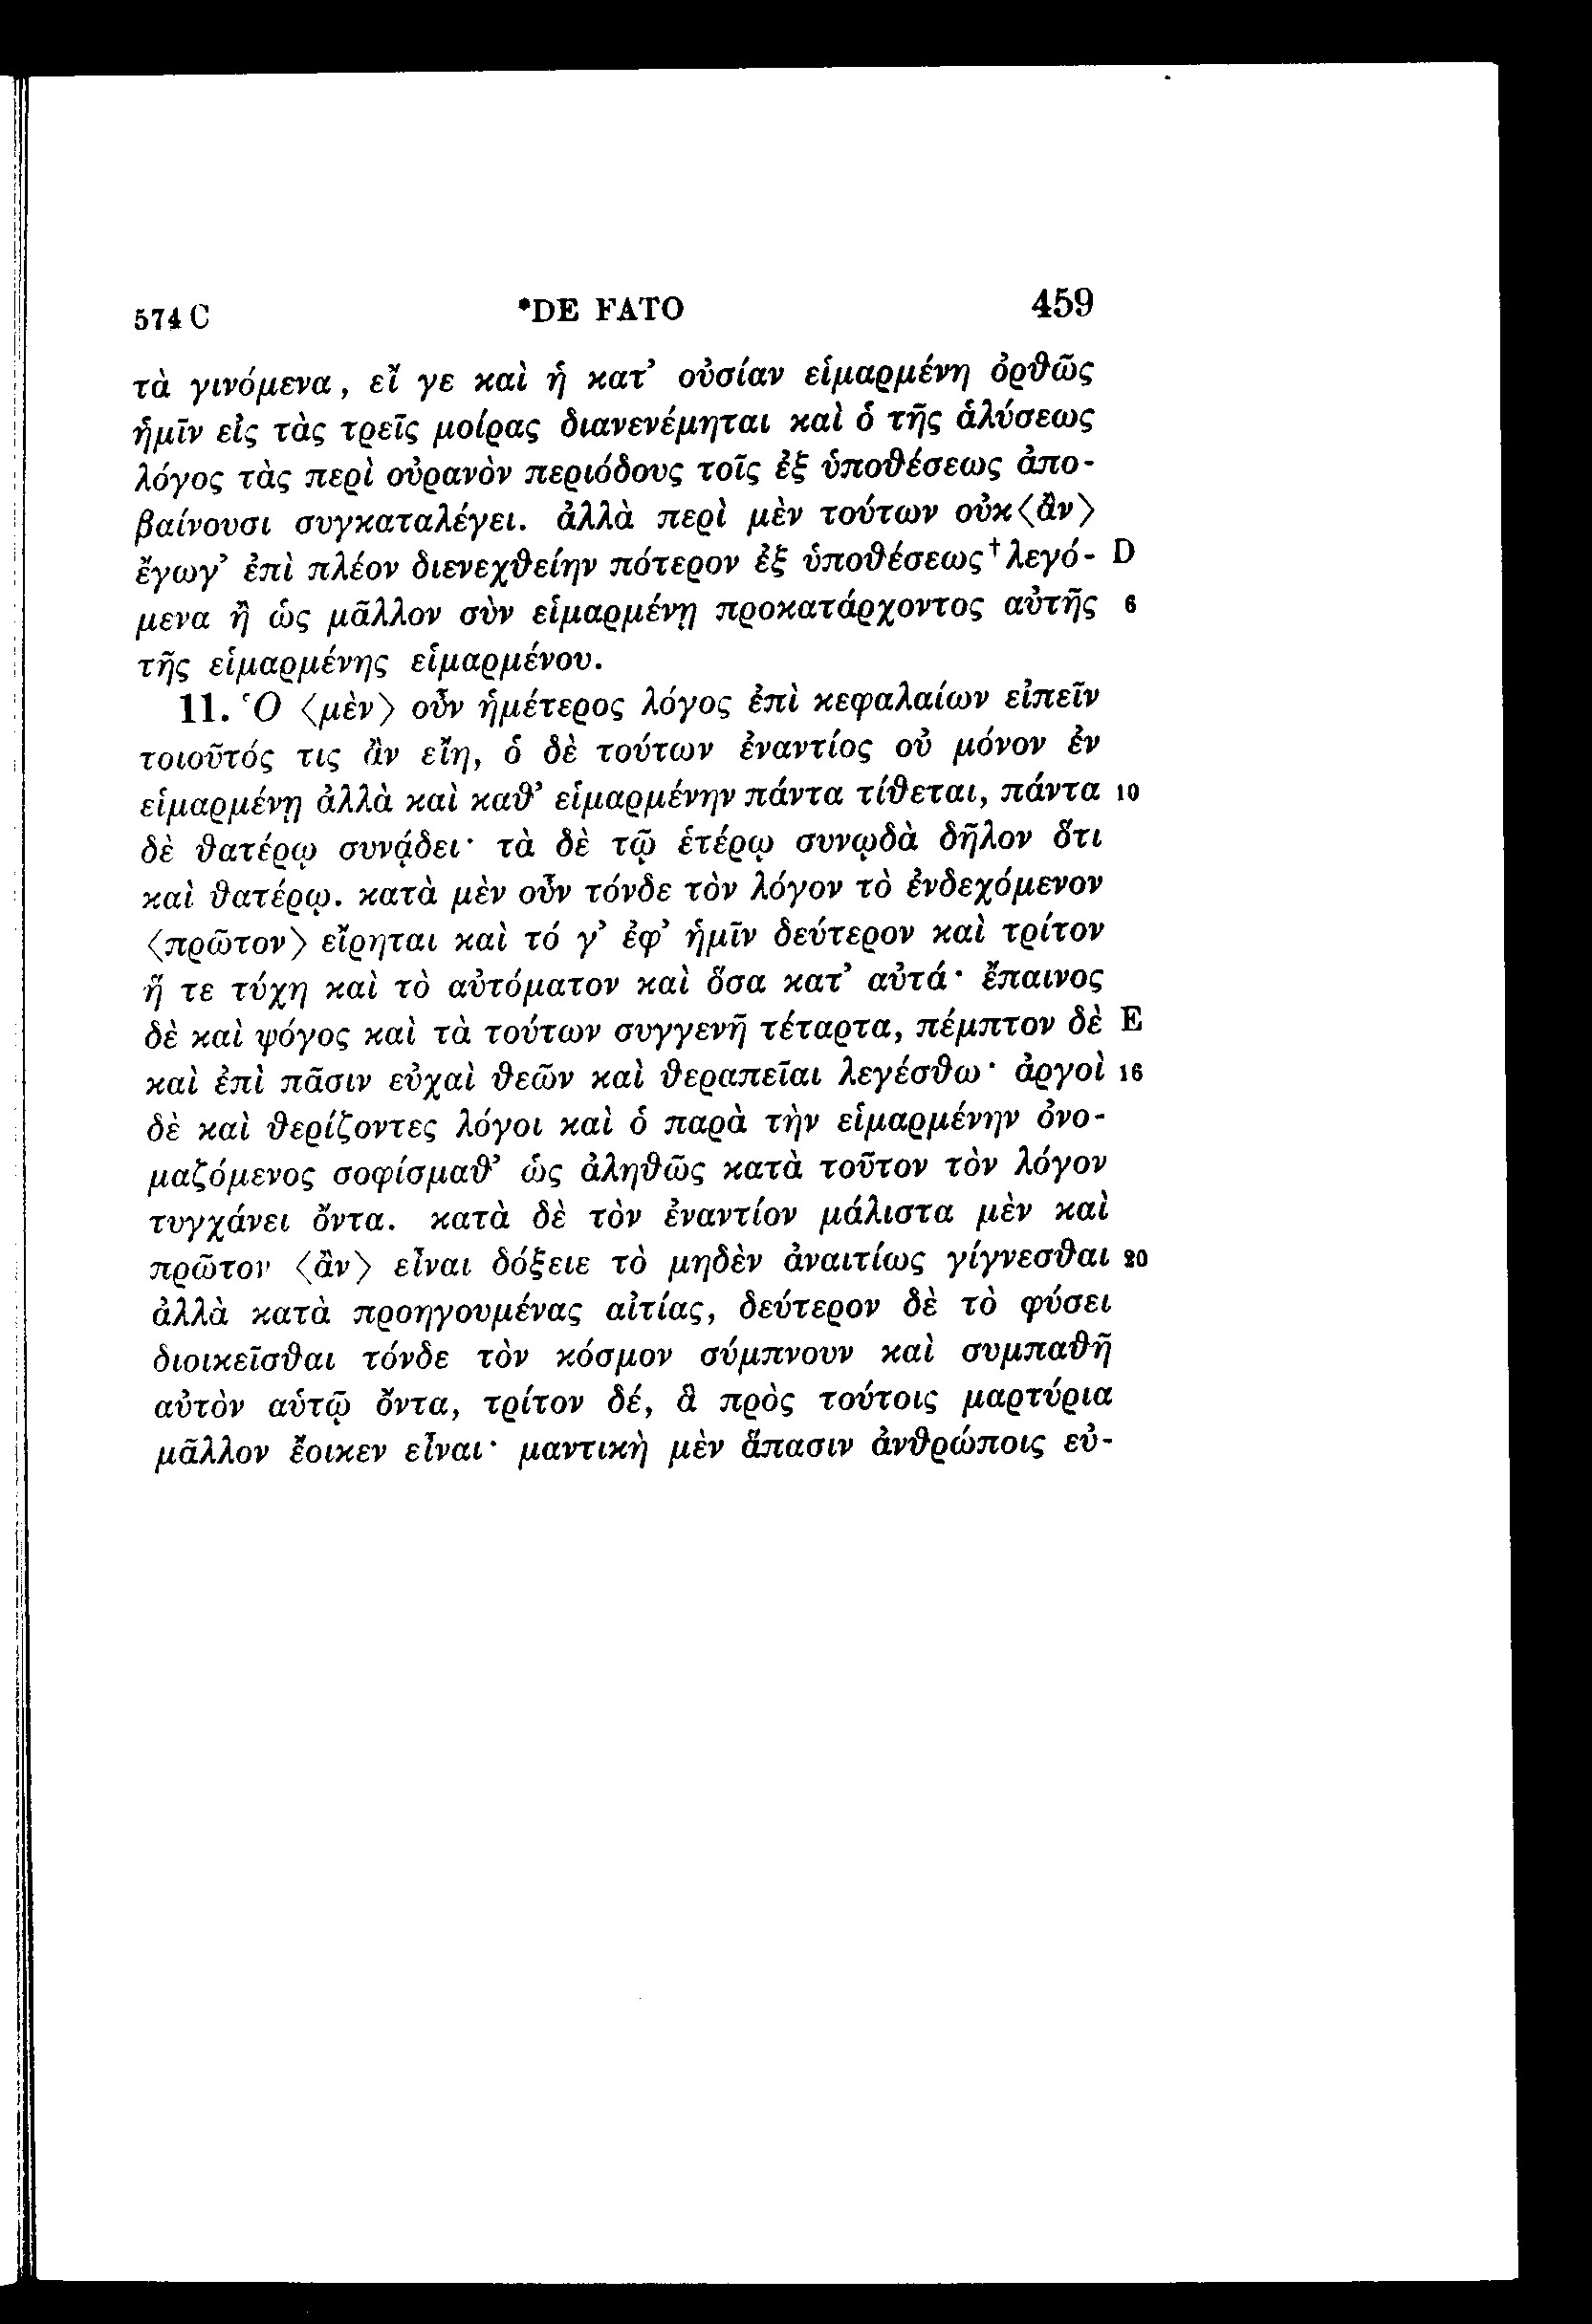 574 C *DE FATO 459
τὰ γινόμενα, εἴ γε καὶ ἡ κατ’ οὐσίαν εἱμαρμένη ὀρθῶς
ἡμῖν εἰς τὰς τρεῖς μοίρας διανενέμηται καὶ ὁ τῆς ἁλύσεως
λόγος τὰς περὶ οὐρανὸν περιόδους τοῖς ἐξ ὑποθέσεως ἀπο-
βαίνουσι συγκαταλέγει. ἀλλὰ περὶ μὲν τούτων οὐκ〈ἂν〉
ἔγωγ’ ἐπὶ πλέον διενεχθείην πότερον ἐξ ὑποθέσεως † λεγό- D
μενα ἢ ὡς μᾶλλον σὺν εἱμαρμένῃ προκατάρχοντος αὐτῆς 6
τῆς εἱμαρμένης εἱμαρμένου.
11. Ὁ 〈μὲν〉 οὖν ἡμέτερος λόγος ἐπὶ κεφαλαίων εἰπεῖν
τοιοῦτός τις ἂν εἴη, ὁ δὲ τούτων ἐναντίος οὐ μόνον ἐν
εἱμαρμένῃ ἀλλὰ καὶ καθ’ εἱμαρμένην πάντα τίθεται, πάντα 10
δὲ θατέρῳ συνᾴδει· τὰ δὲ τῷ ἑτέρῳ συνῳδὰ δῆλον ὅτι
καὶ θατέρῳ. κατὰ μὲν οὖν τόνδε τὸν λόγον τὸ ἐνδεχόμενον
〈πρῶτον〉 εἴρηται καὶ τό γ’ ἐφ’ ἡμῖν δεύτερον καὶ τρίτον
ἥ τε τύχη καὶ τὸ αὐτόματον καὶ ὅσα κατ’ αὐτά· ἔπαινος
δὲ καὶ ψόγος καὶ τὰ τούτων συγγενῆ τέταρτα, πέμπτον δὲ E
καὶ ἐπὶ πᾶσιν εὐχαὶ θεῶν καὶ θεραπεῖαι λεγέσθω· ἀργοὶ 16
δὲ καὶ θερίζοντες λόγοι καὶ ὁ παρὰ τὴν εἱμαρμένην ὀνο-
μαζόμενος σοφίσμαθ’ ὡς ἀληθῶς κατὰ τοῦτον τὸν λόγον
τυγχάνει ὄντα. κατὰ δὲ τὸν ἐναντίον μάλιστα μὲν καὶ
πρῶτον 〈ἂν〉 εἶναι δόξειε τὸ μηδὲν ἀναιτίως γίγνεσθαι 20
ἀλλὰ κατὰ προηγουμένας αἰτίας, δεύτερον δὲ τὸ φύσει
διοικεῖσθαι τόνδε τὸν κόσμον σύμπνουν καὶ συμπαθῆ
αὐτὸν αὑτῷ ὄντα, τρίτον δέ, ἃ πρὸς τούτοις μαρτύρια
μᾶλλον ἔοικεν εἶναι· μαντικὴ μὲν ἅπασιν ἀνθρώποις εὐ-